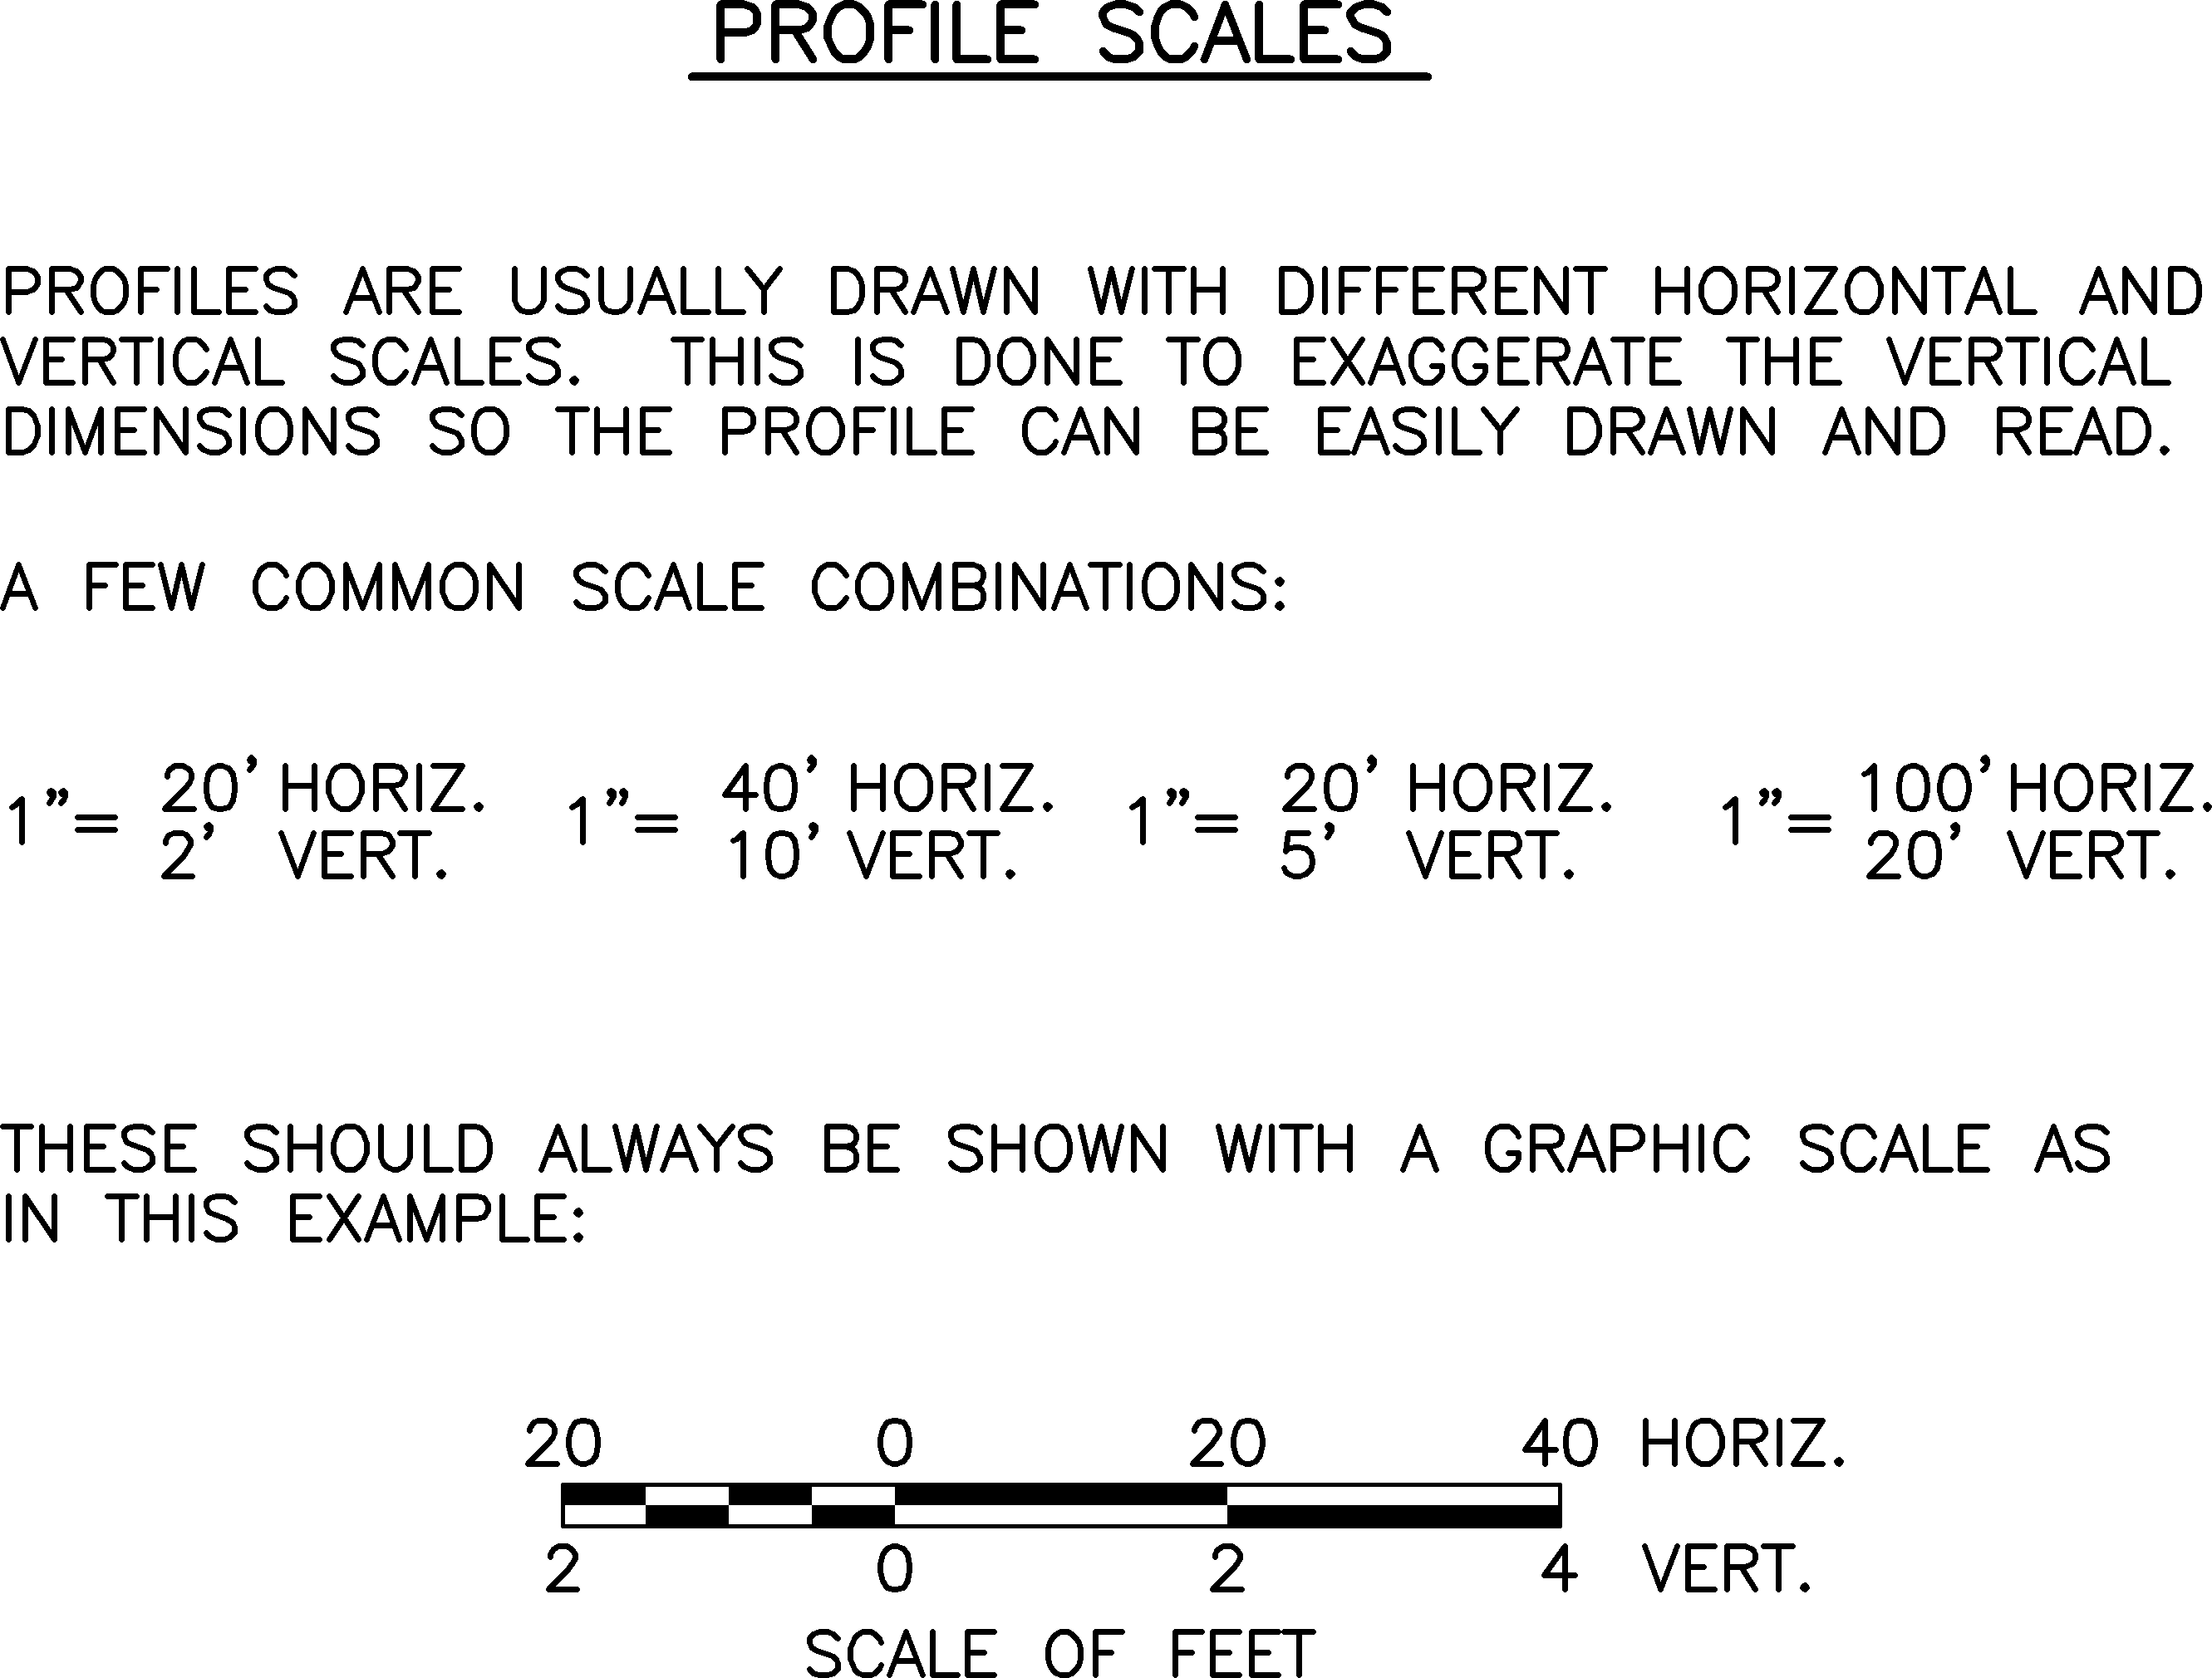 PROFILE SCALES
PROFILES ARE USUALLY DRAWN WITH DIFFERENT HORIZONTAL AND
VERTICAL SCALES. THIS IS DONE TO EXAGGERATE THE VERTICAL
DIMENSIONS SO THE PROFILE CAN BE EASILY DRAWN AND READ.
A FEW COMMON SCALE COMBINATIONS:
1"= 20' HORIZ.
2' VERT.
1"= 40' HORIZ.
10' VERT.
1"= 20' HORIZ.
5' VERT.
1"= 100' HORIZ.
20' VERT.
THESE SHOULD ALWAYS BE SHOWN WITH A GRAPHIC SCALE AS
IN THIS EXAMPLE:
20 0 20 40 HORIZ.
2 0 2 4 VERT.
SCALE OF FEET